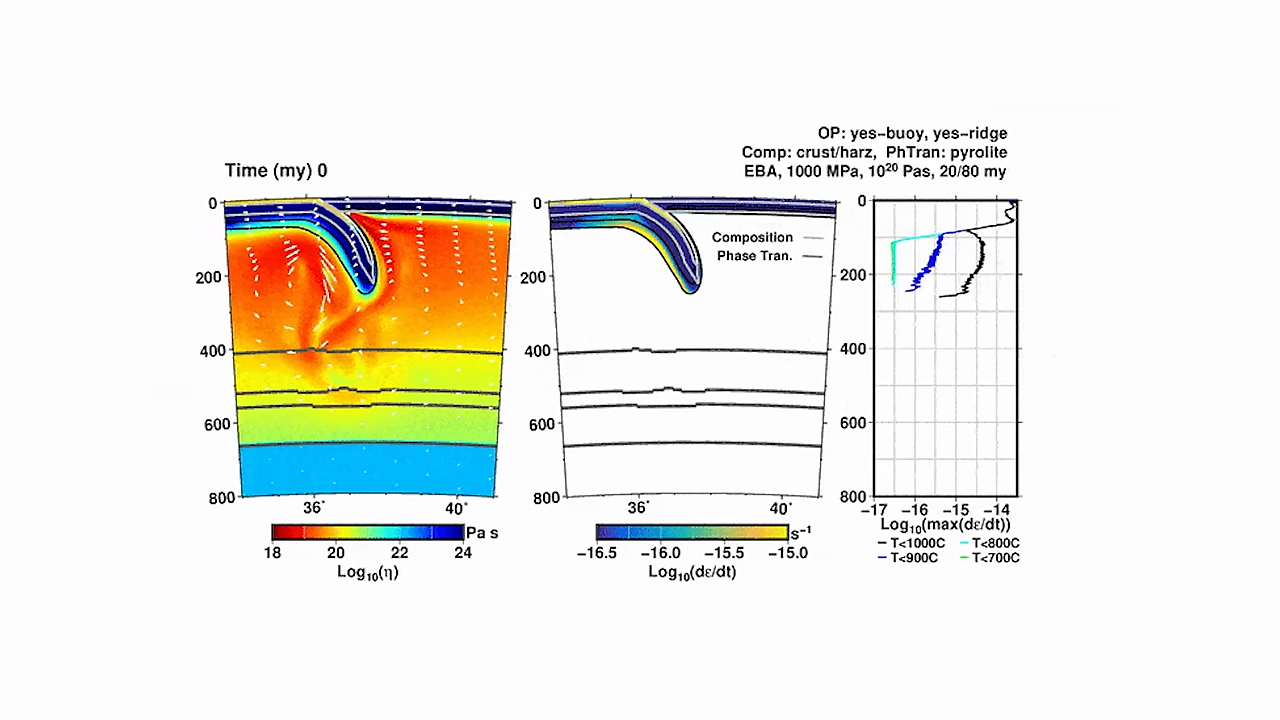 OP: yes−buoy, yes−ridge
Comp: crust/harz, PhTran: pyrolite
EBA, 1000 MPa, 10²⁰ Pas, 20/80 my
Time (my) 0
0
200
400
600
800
36°
40°
Pa s
18
20
22
24
Log₁₀(η)
0
200
400
600
800
Composition
Phase Tran.
36°
40°
s⁻¹
−16.5
−16.0
−15.5
−15.0
Log₁₀(dε/dt)
0
200
400
600
800
−17
−16
−15
−14
Log₁₀(max(dε/dt))
T<1000C
T<800C
T<900C
T<700C